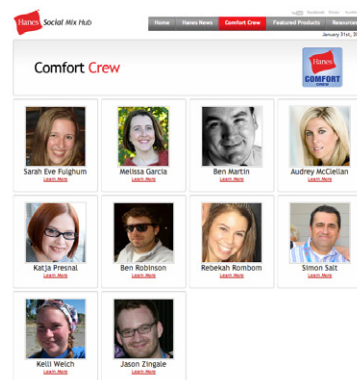 Hanes Social Mix Hub
Home Hanes News Comfort Crew Featured Products Resources
January 31st, 20
Comfort Crew
Hanes
COMFORT
CREW
Sarah Eve Fulghum
Learn More
Melissa Garcia
Learn More
Ben Martin
Learn More
Audrey McClellan
Learn More
Katja Presnal
Learn More
Ben Robinson
Learn More
Rebekah Rombom
Learn More
Simon Salt
Learn More
Kelli Welch
Learn More
Jason Zingale
Learn More